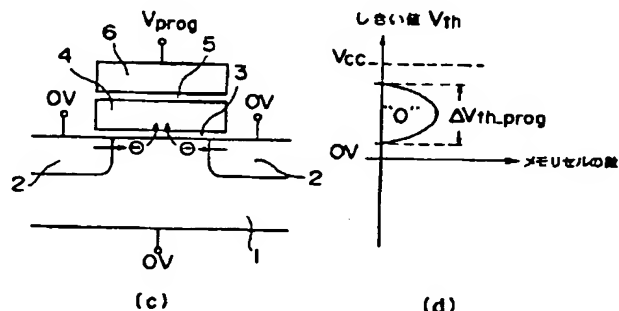 Vprog
6
5
4
3
0V
0V
2
2
1
0V
(c)
しきい値 Vth
Vcc
"0"
ΔVth_prog
0V
メモリセルの数
(d)